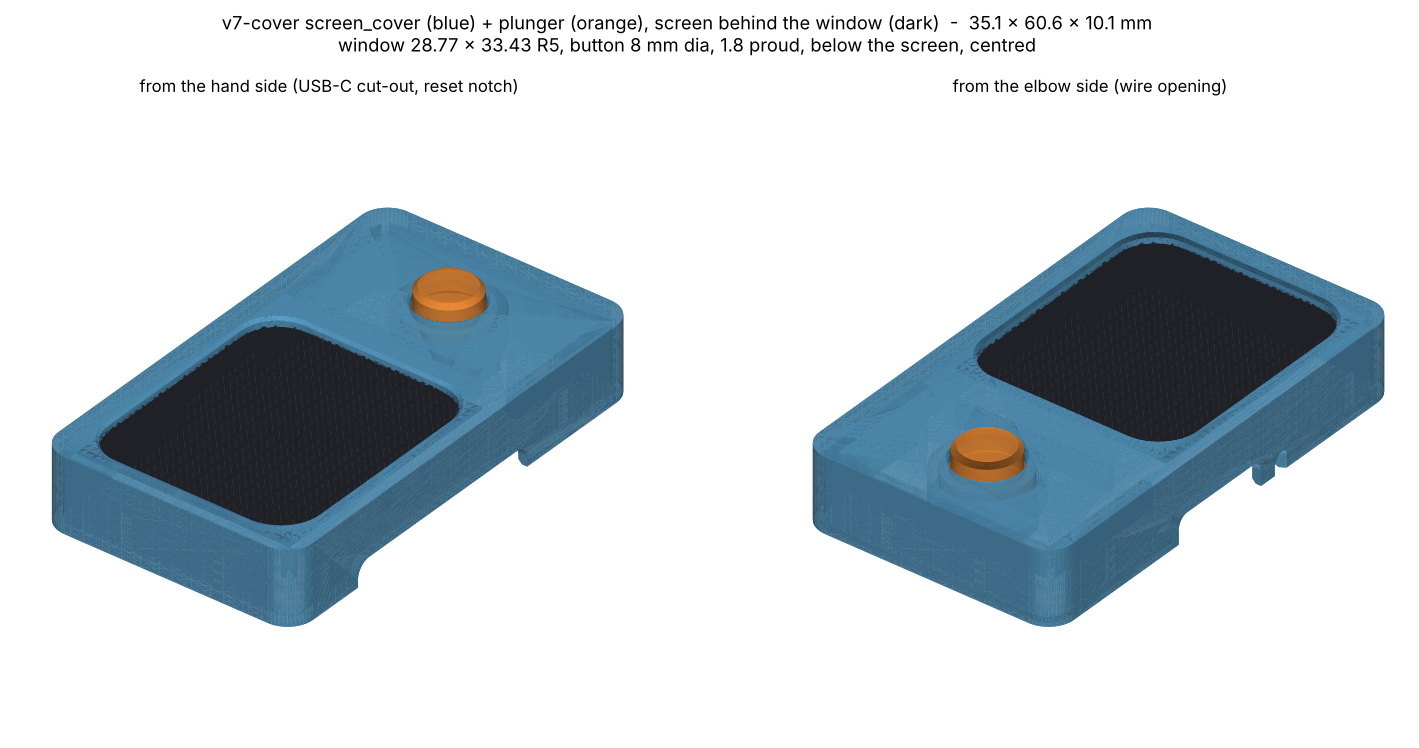 v7-cover screen_cover (blue) + plunger (orange), screen behind the window (dark)  -  35.1 × 60.6 × 10.1 mm
window 28.77 × 33.43 R5, button 8 mm dia, 1.8 proud, below the screen, centred
from the hand side (USB-C cut-out, reset notch)
from the elbow side (wire opening)